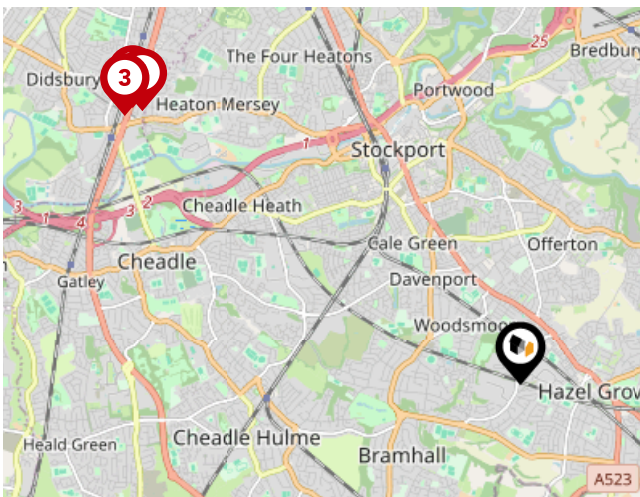 25
The Four Heatons
Bredbury
Didsbury
3
Portwood
Heaton Mersey
1
Stockport
3
2
Cheadle Heath
1
3
4
Cale Green
Offerton
Cheadle
Gatley
Davenport
Woodsmoo
Hazel Grov
Cheadle Hulme
Heald Green
Bramhall
A523